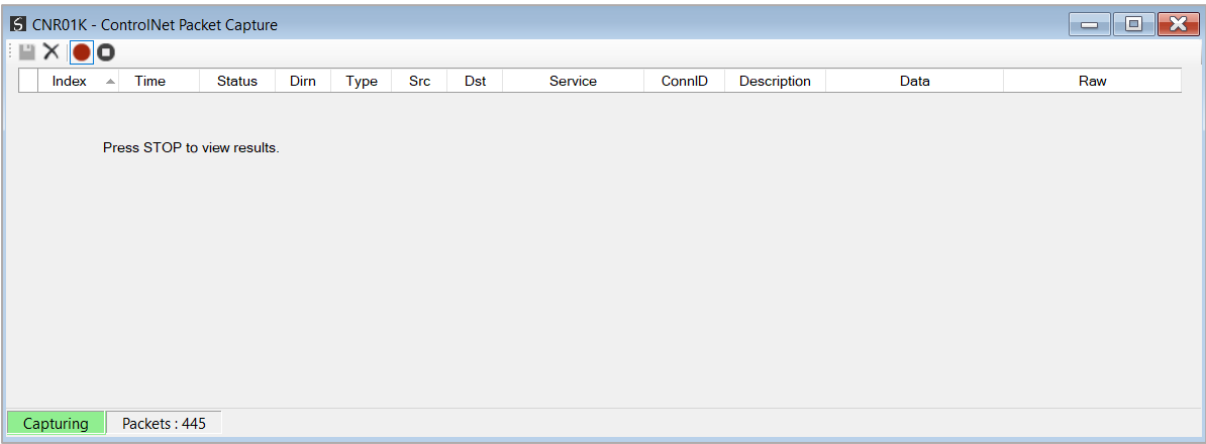 CNR01K - ControlNet Packet Capture
Index Time Status Dirn Type Src Dst Service ConnID Description Data Raw
Press STOP to view results.
Capturing Packets : 445